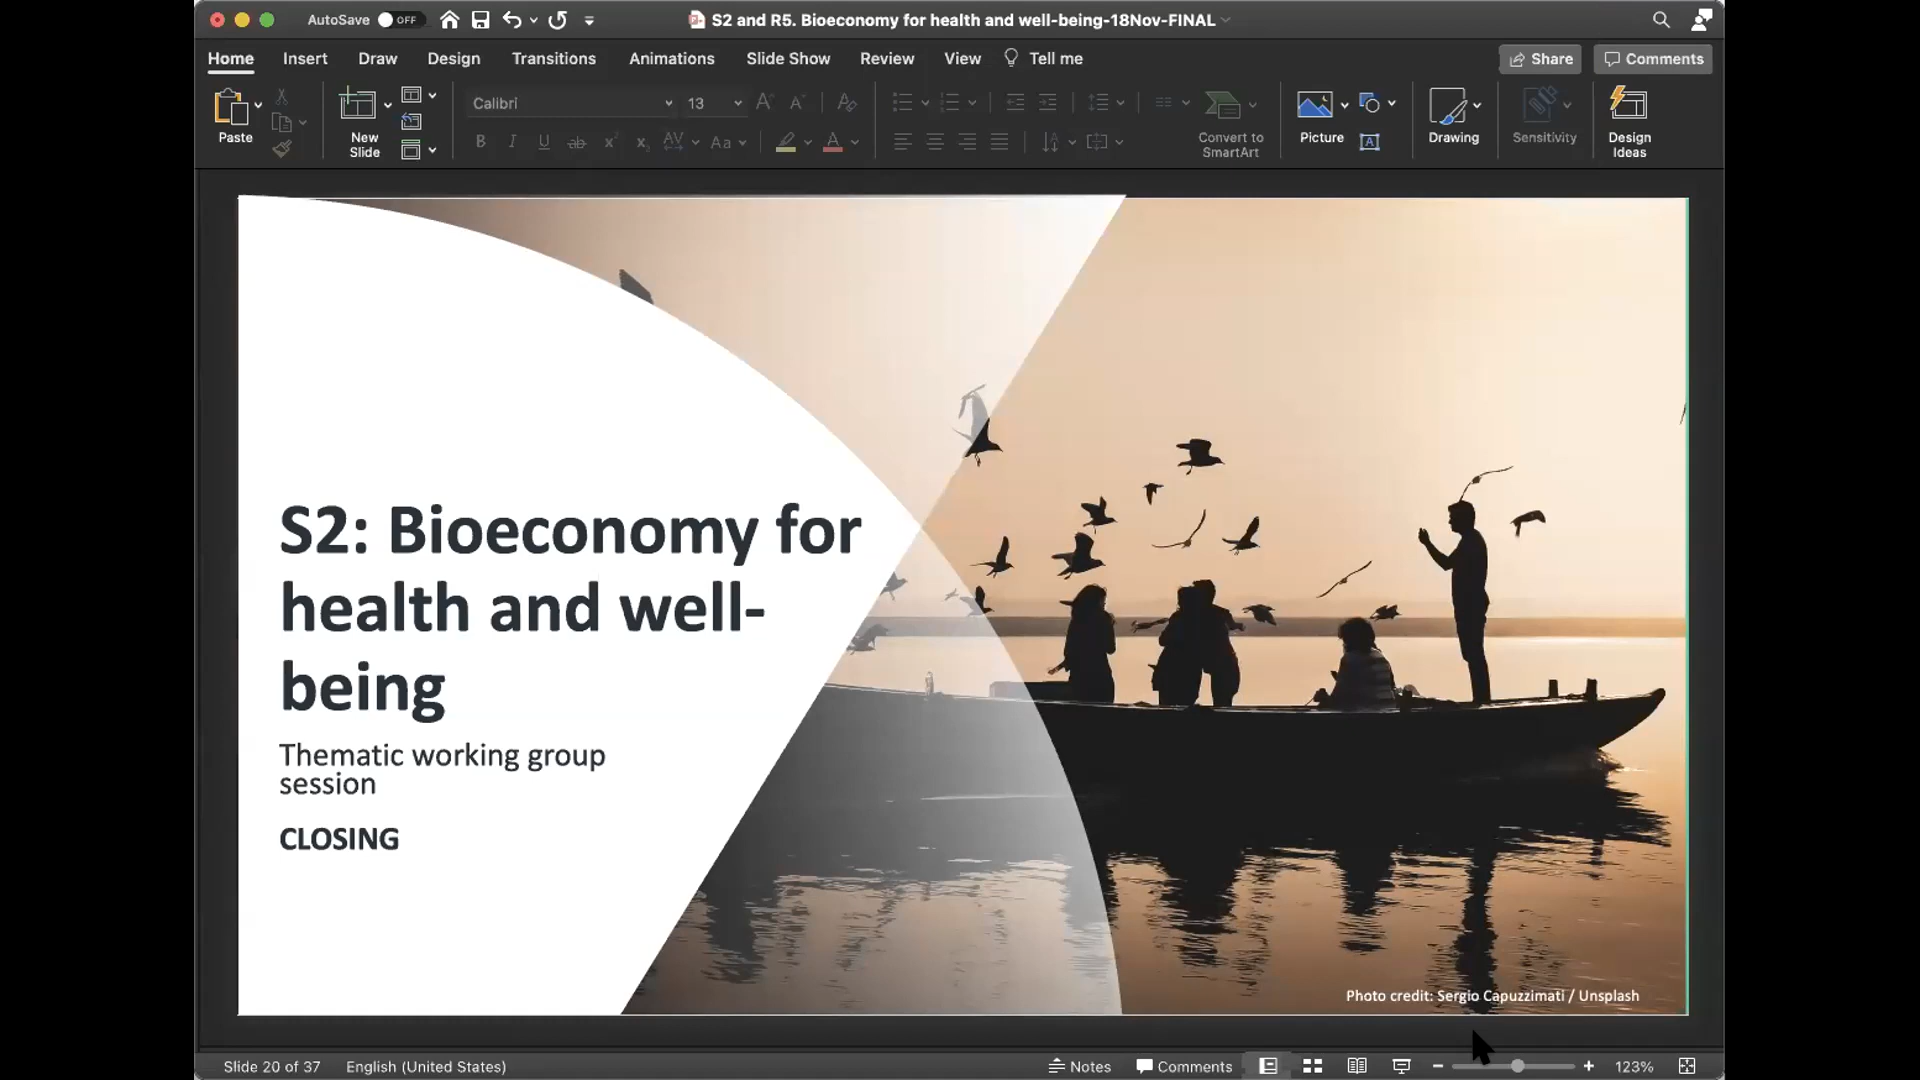 AutoSave OFF
S2 and R5. Bioeconomy for health and well-being-18Nov-FINAL
Home Insert Draw Design Transitions Animations Slide Show Review View Tell me
Share Comments
Paste
New
Slide
Calibri 13
Convert to
SmartArt
Picture
Drawing
Sensitivity
Design
Ideas
S2: Bioeconomy for
health and well-
being
Thematic working group
session
CLOSING
Photo credit: Sergio Capuzzimati / Unsplash
Slide 20 of 37 English (United States) Notes Comments 123%